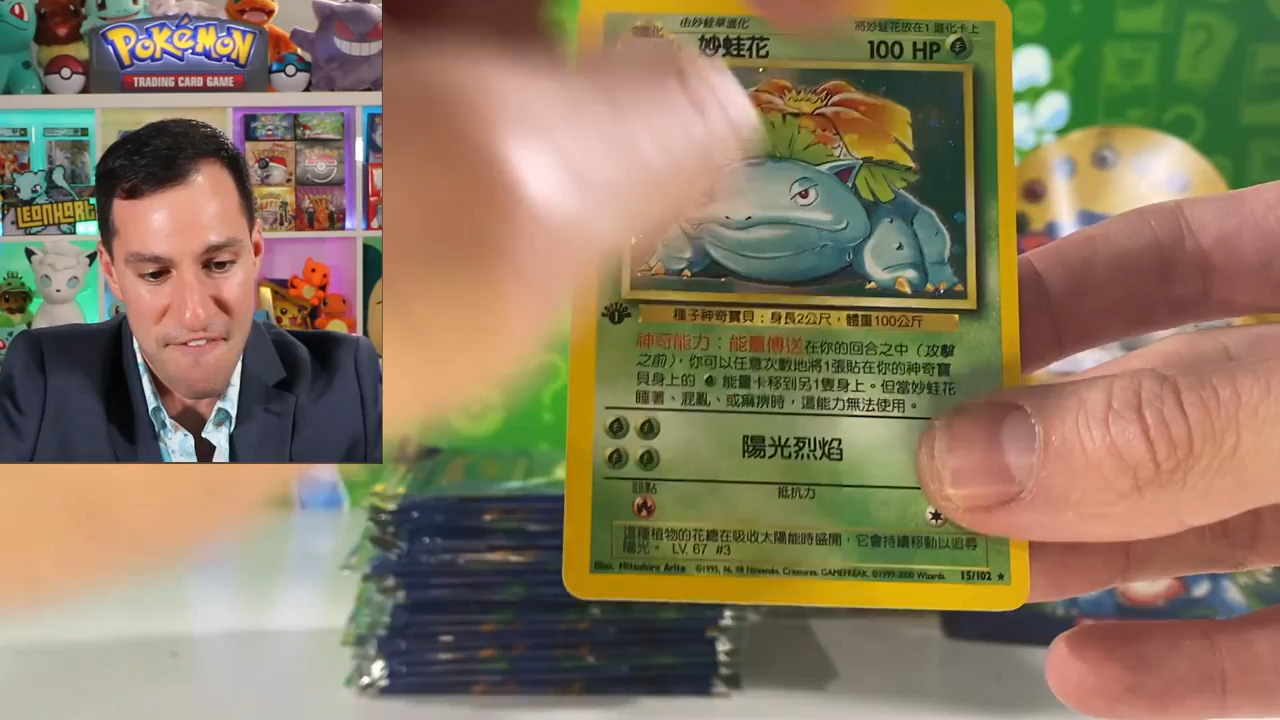 POKéMON
TRADING CARD GAME
LEONHART
由妙蛙草進化
將妙蛙花放在1 進化卡上
妙蛙花
100 HP
EDITION
1
種子神奇寶貝：身長2公尺，體重100公斤
神奇能力：能量傳送在你的回合之中（攻擊
之前），你可以任意次數地將1張貼在你的神奇寶
貝身上的 能量卡移到另1隻身上。但當妙蛙花
睡著、混亂、或痲痹時，這能力無法使用。
陽光烈焰
弱點
抵抗力
這種植物的花總在吸收太陽能時盛開，它會持續移動以追尋
陽光。 LV. 67 #3
Illus. Mitsuhiro Arita
©1995, 96, 98 Nintendo, Creatures, GAMEFREAK. ©1999-2000 Wizards.
15/102